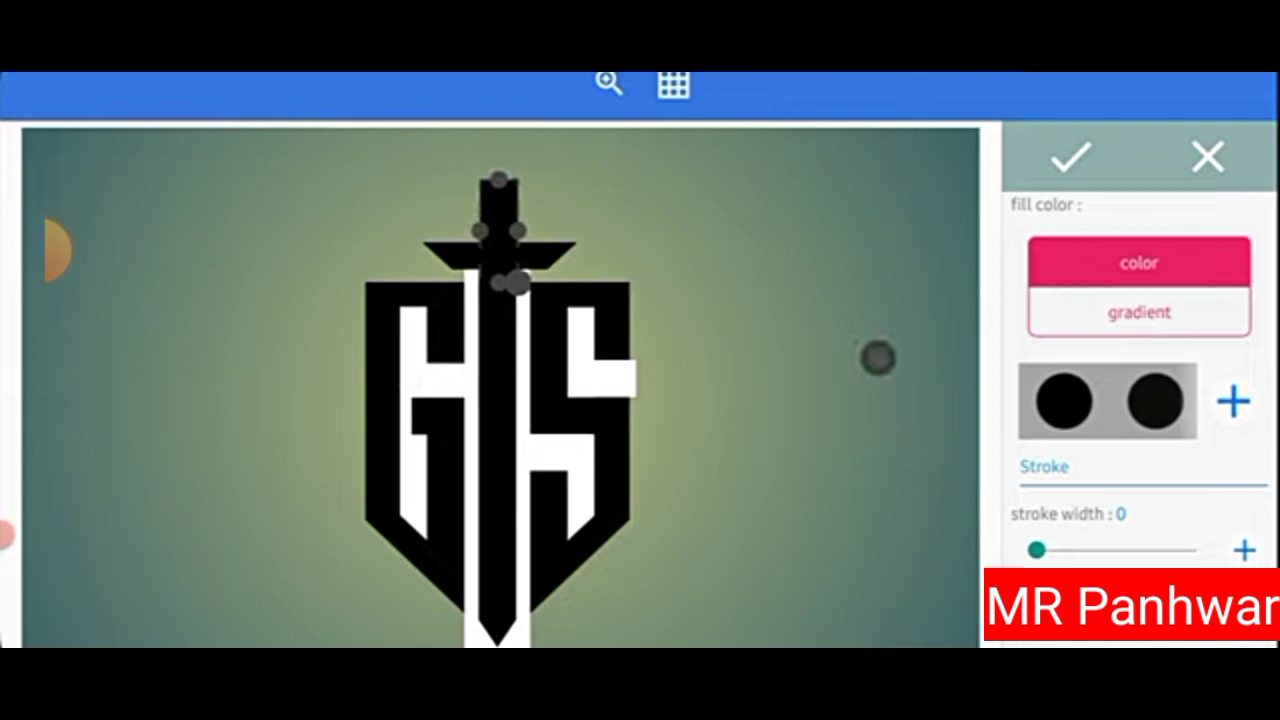 fill color :
color
gradient
Stroke
stroke width : 0
MR Panhwar
GS